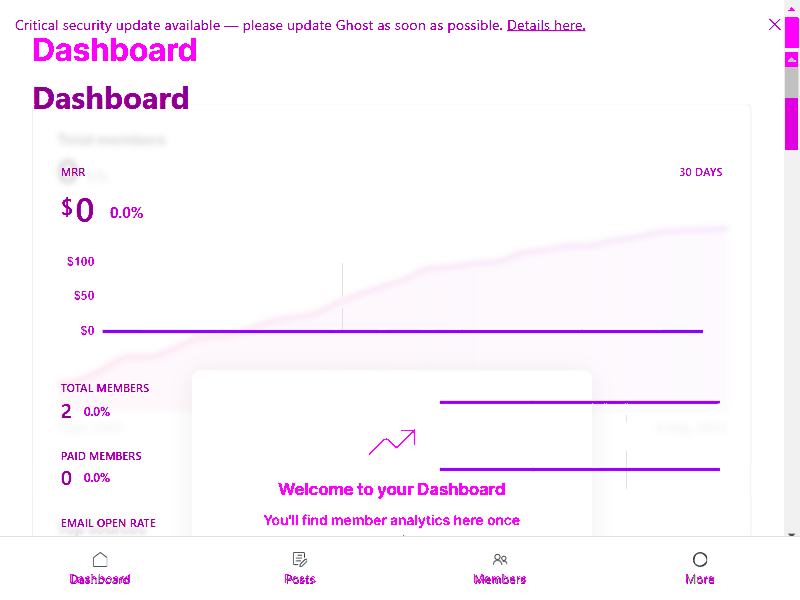 Critical security update available — please update Ghost as soon as possible. Details here.
Dashboard
Dashboard
Total members
MRR
30 DAYS
$0 0.0%
$100
$50
$0
TOTAL MEMBERS
2 0.0%
PAID MEMBERS
0 0.0%
Welcome to your Dashboard
You'll find member analytics here once
EMAIL OPEN RATE
Dashboard
Posts
Members
More